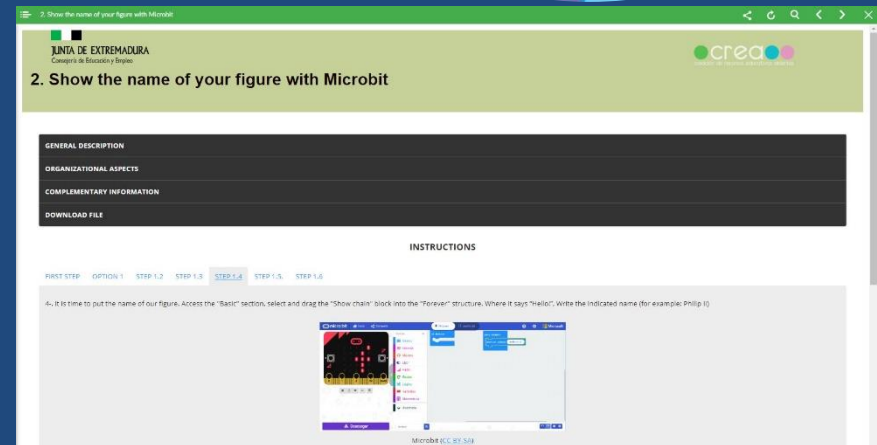 2. Show the name of your figure with Microbit
JUNTA DE EXTREMADURA
Consejería de Educación y Empleo
crea
2. Show the name of your figure with Microbit
GENERAL DESCRIPTION
ORGANIZATIONAL ASPECTS
COMPLEMENTARY INFORMATION
DOWNLOAD FILE
INSTRUCTIONS
FIRST STEP OPTION 1 STEP 1.2 STEP 1.3 STEP 1.4 STEP 1.5. STEP 1.6
4-. It is time to put the name of our figure. Access the "Basic" section, select and drag the "Show chain" block into the "Forever" structure. Where it says "Hello!", Write the indicated name (for example: Philip II)
micro:bit
Microsoft
Descargar
Microbit (CC BY-SA)